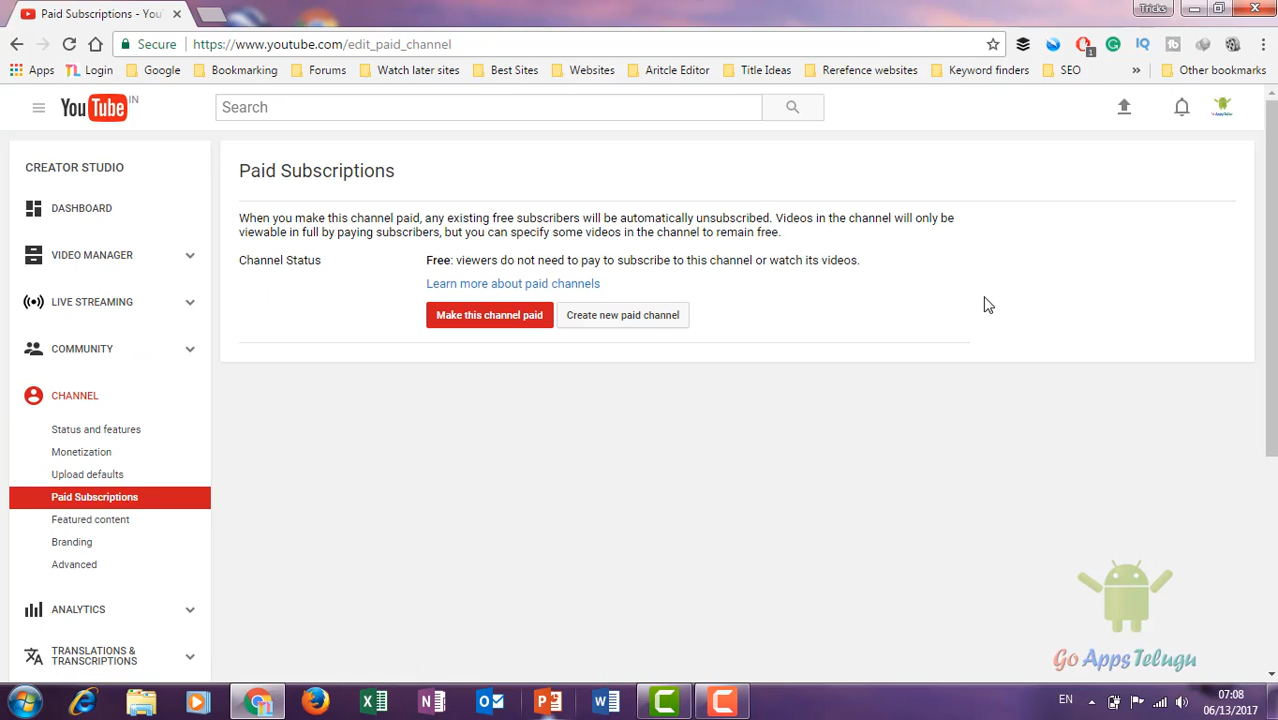 Paid Subscriptions - You
Tricks
Secure
https://www.youtube.com/edit_paid_channel
1
Apps
Login
Google
Bookmarking
Forums
Watch later sites
Best Sites
Websites
Aritcle Editor
Title Ideas
Rerefence websites
Keyword finders
SEO
Other bookmarks
YouTube IN
Search
CREATOR STUDIO
DASHBOARD
VIDEO MANAGER
LIVE STREAMING
COMMUNITY
CHANNEL
Status and features
Monetization
Upload defaults
Paid Subscriptions
Featured content
Branding
Advanced
ANALYTICS
TRANSLATIONS &
TRANSCRIPTIONS
Paid Subscriptions
When you make this channel paid, any existing free subscribers will be automatically unsubscribed. Videos in the channel will only be
viewable in full by paying subscribers, but you can specify some videos in the channel to remain free.
Channel Status
Free: viewers do not need to pay to subscribe to this channel or watch its videos.
Learn more about paid channels
Make this channel paid
Create new paid channel
Go AppsTelugu
EN
07:08
06/13/2017